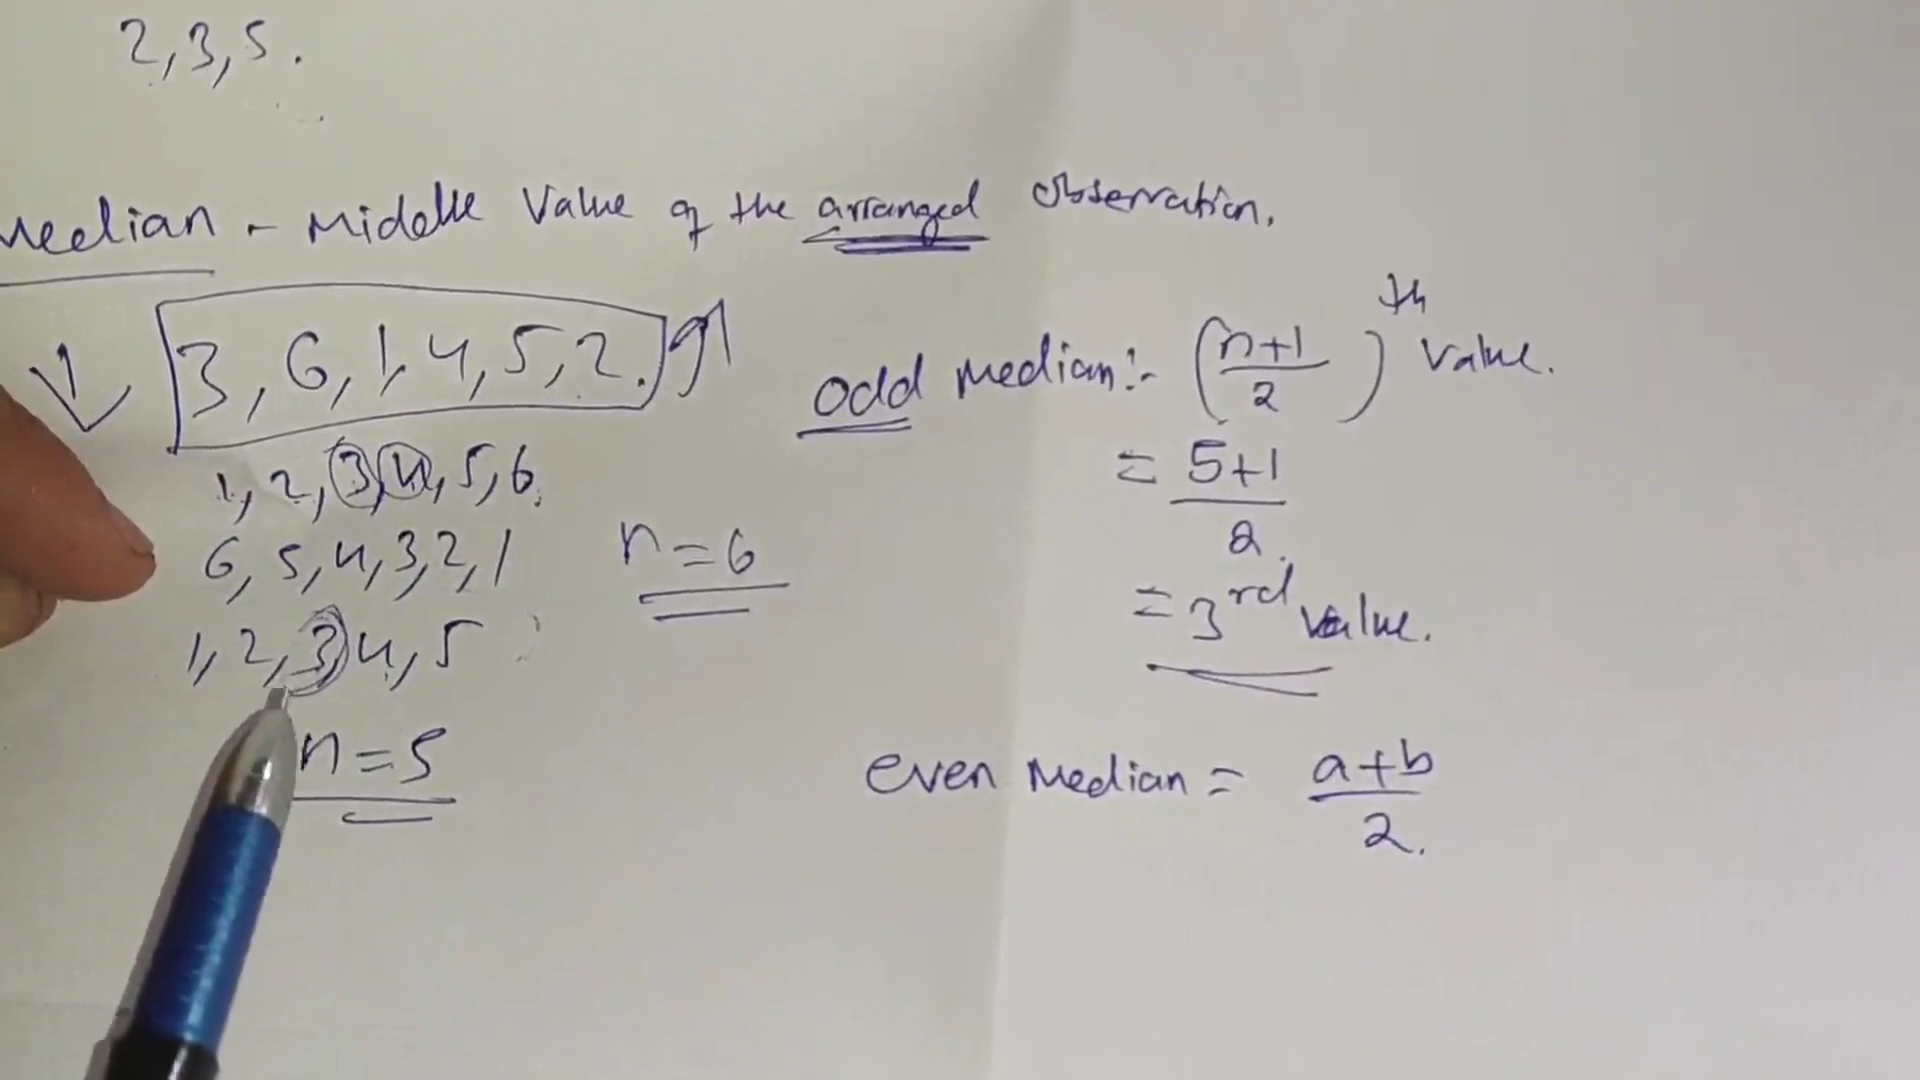 2,3,5.
Median - Middle Value of the arranged Observation.
3,6,1,4,5,2.
1,2,3,4,5,6.
6,5,4,3,2,1
n=6
1,2,3,4,5
n=5
odd Median:- (n+1/2)th value.
= 5+1/2.
= 3rd value.
even Median = a+b/2.